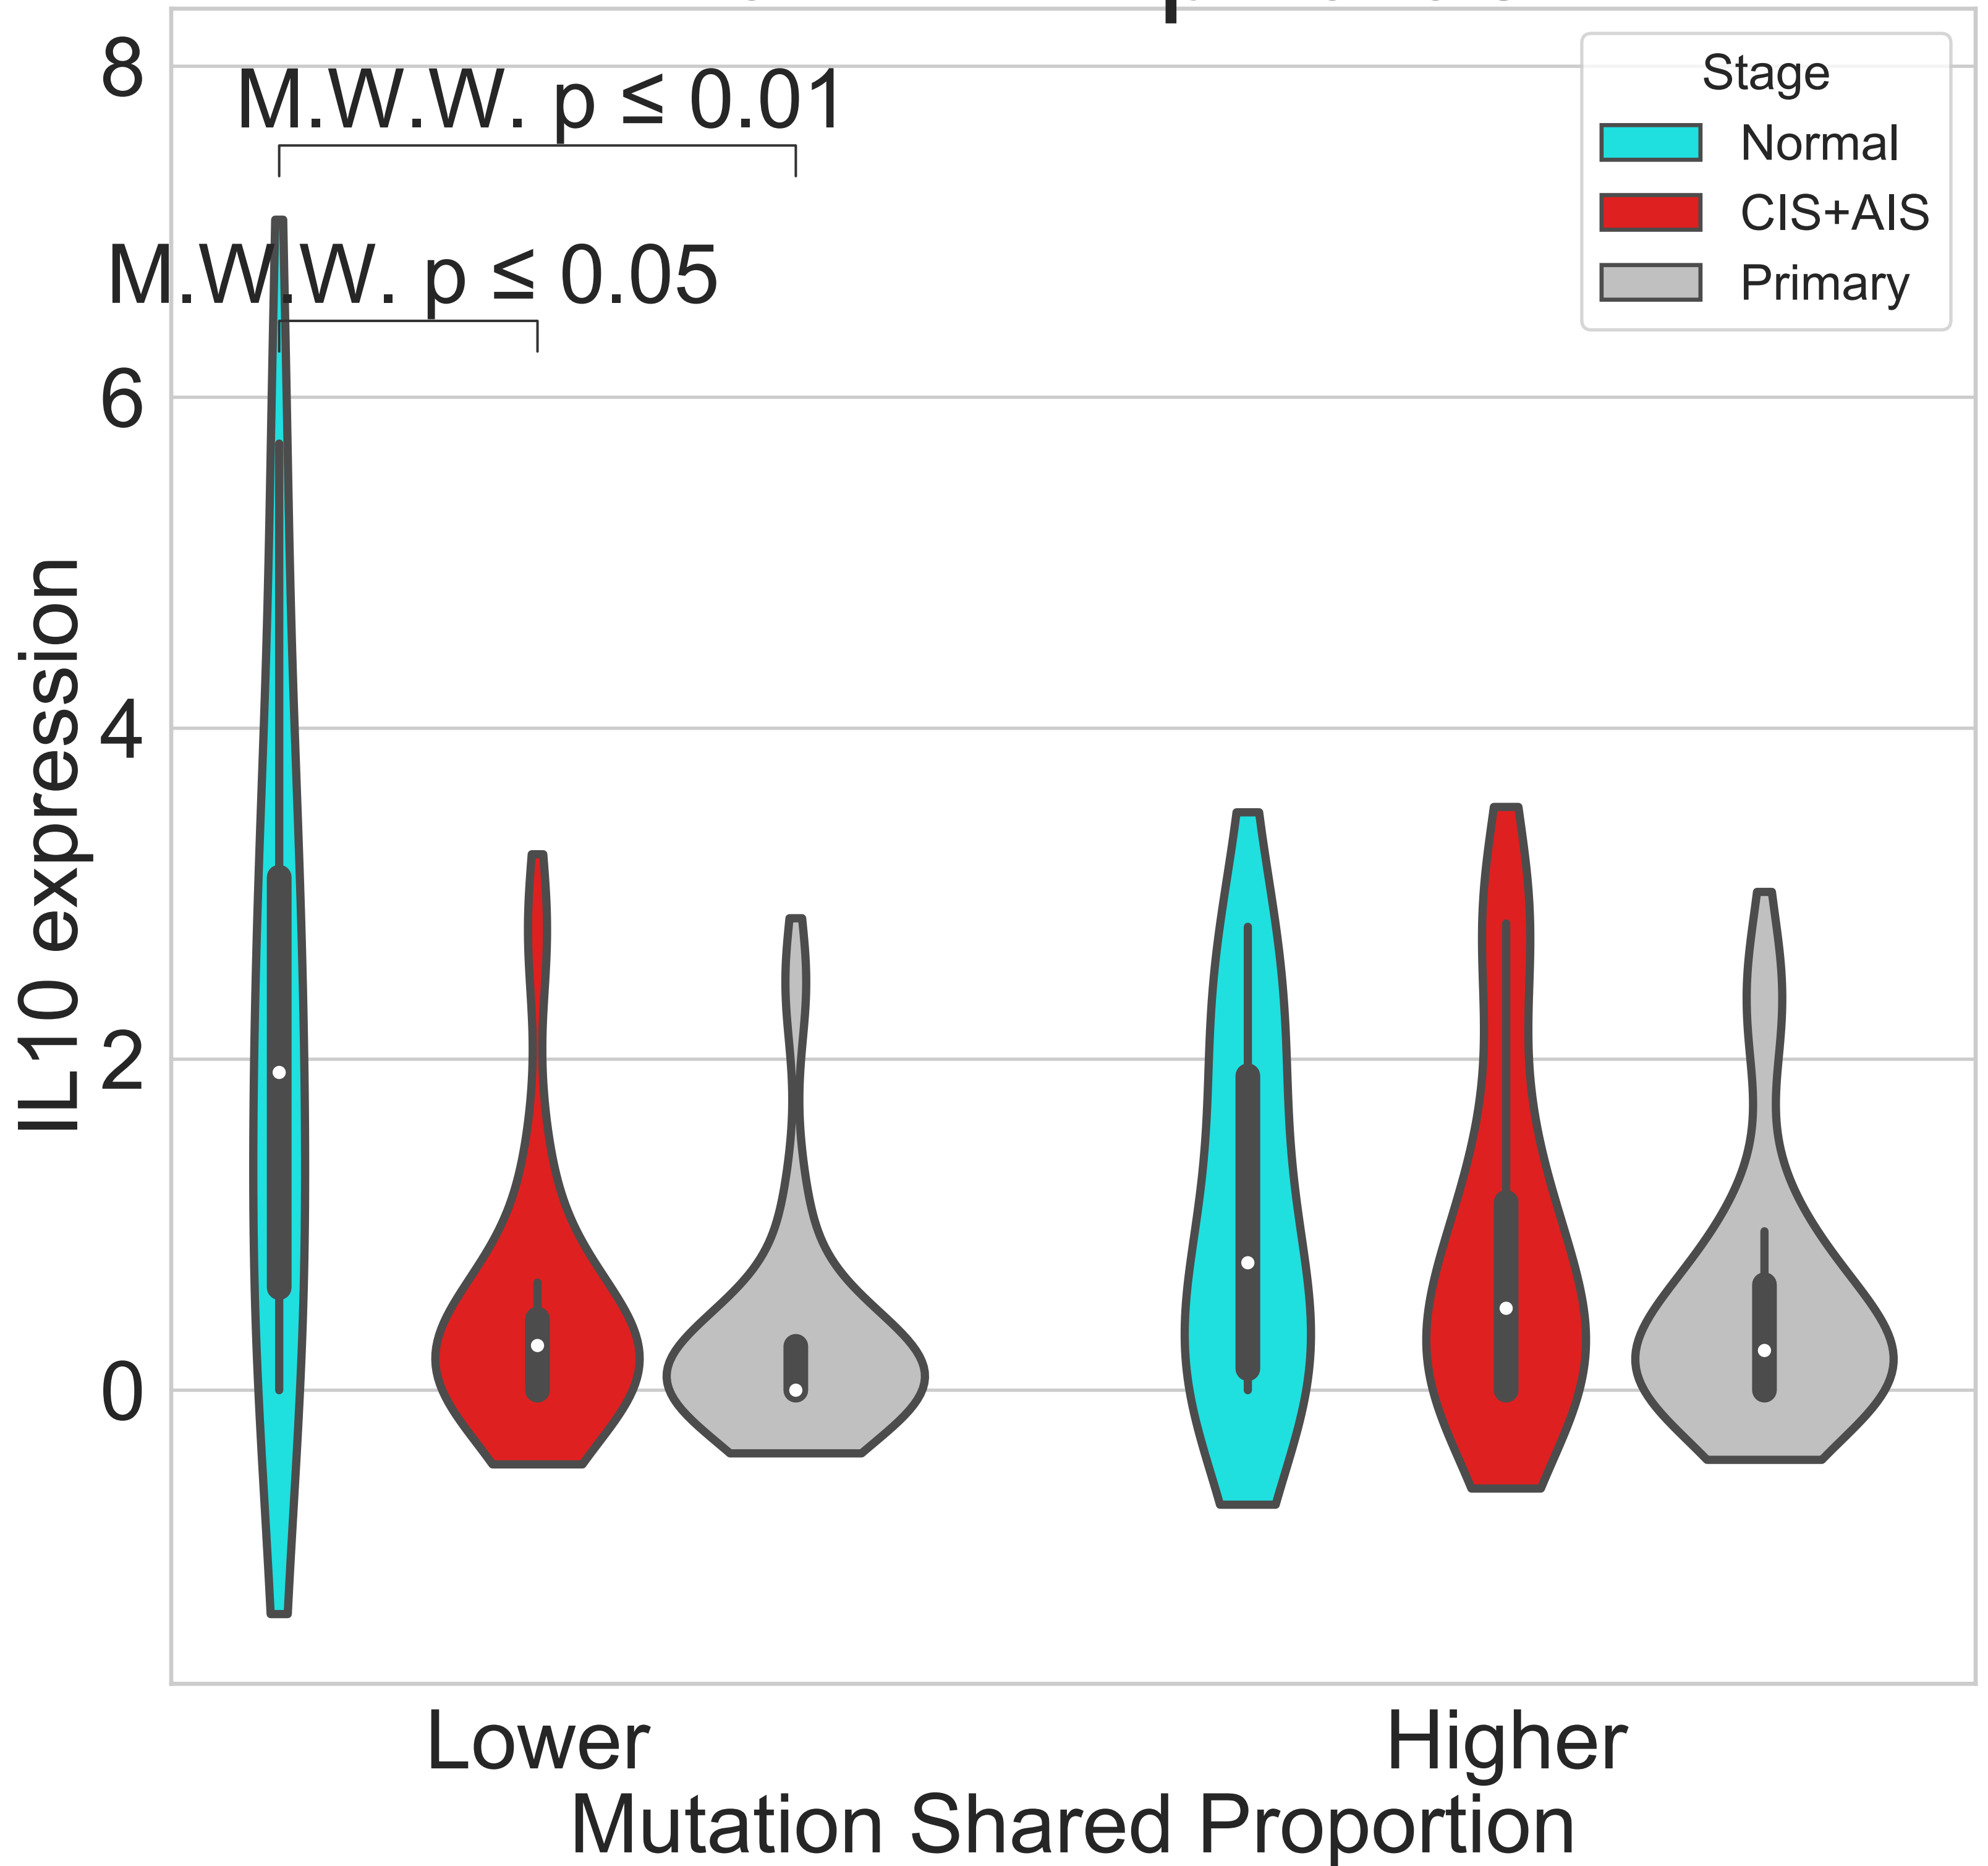 8
M.W.W. p ≤ 0.01
M.W.W. p ≤ 0.05
6
4
2
0
IL10 expression
Stage
Normal
CIS+AIS
Primary
Lower
Higher
Mutation Shared Proportion